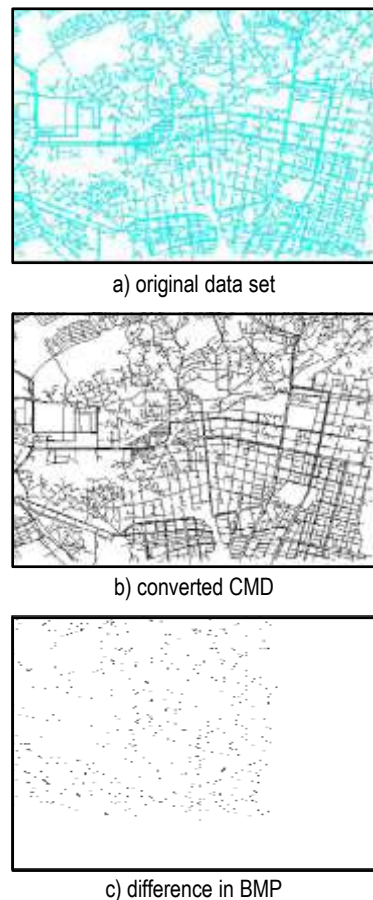 a) original data set
b) converted CMD
c) difference in BMP